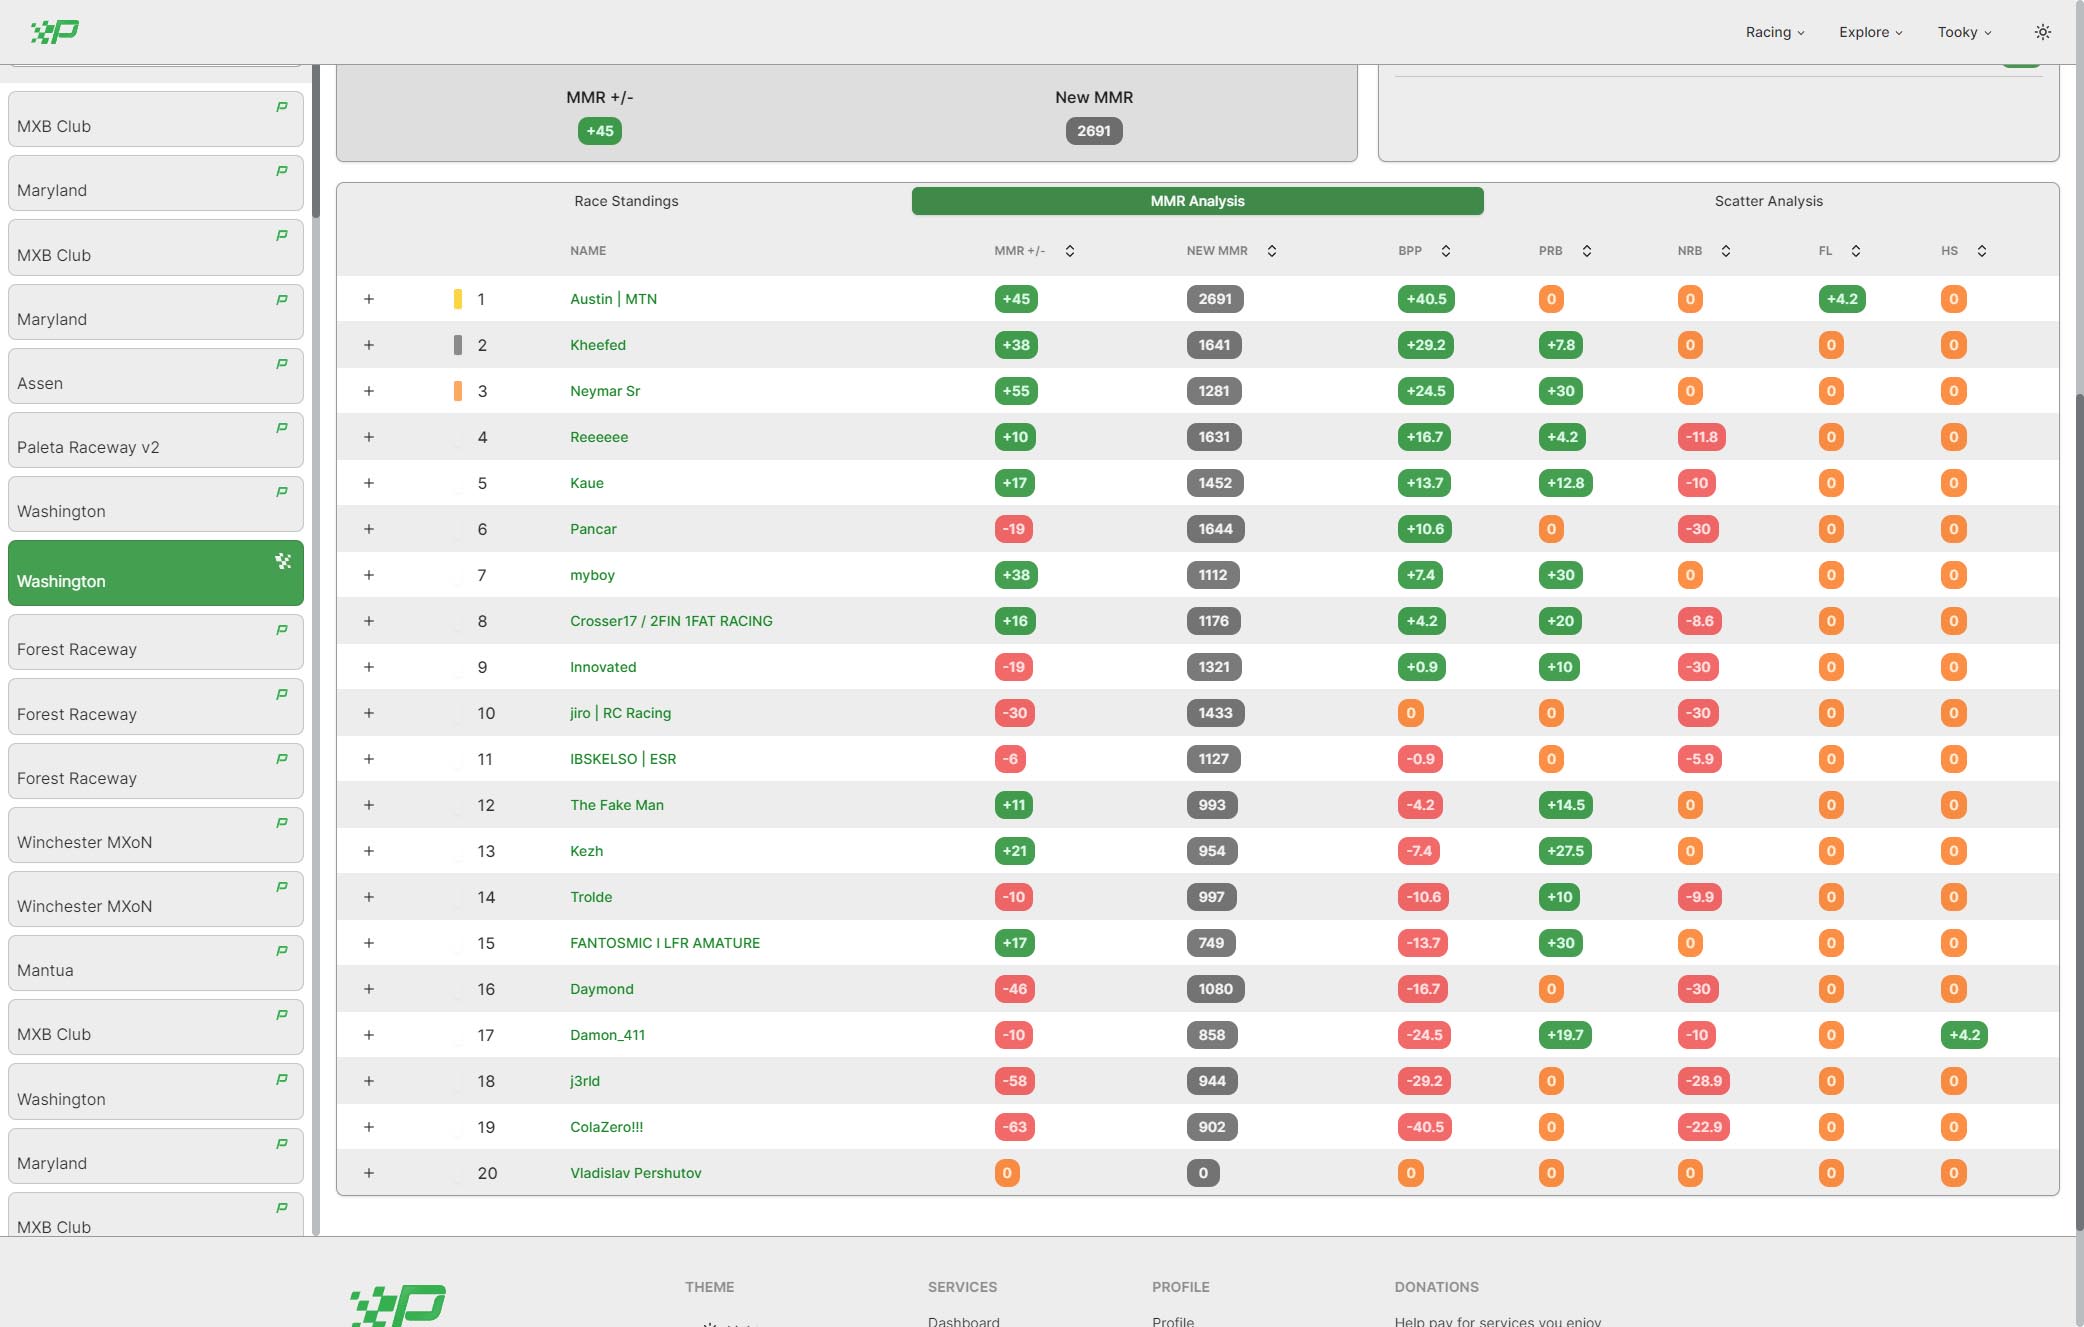 Racing Explore Tooky
MXB Club
Maryland
MXB Club
Maryland
Assen
Paleta Raceway v2
Washington
Washington
Forest Raceway
Forest Raceway
Forest Raceway
Winchester MXoN
Winchester MXoN
Mantua
MXB Club
Washington
Maryland
MXB Club
MMR +/- New MMR
+45 2691
Race Standings MMR Analysis Scatter Analysis
NAME MMR +/- NEW MMR BPP PRB NRB FL HS
+ 1 Austin | MTN +45 2691 +40.5 0 0 +4.2 0
+ 2 Kheefed +38 1641 +29.2 +7.8 0 0 0
+ 3 Neymar Sr +55 1281 +24.5 +30 0 0 0
+ 4 Reeeeee +10 1631 +16.7 +4.2 -11.8 0 0
+ 5 Kaue +17 1452 +13.7 +12.8 -10 0 0
+ 6 Pancar -19 1644 +10.6 0 -30 0 0
+ 7 myboy +38 1112 +7.4 +30 0 0 0
+ 8 Crosser17 / 2FIN 1FAT RACING +16 1176 +4.2 +20 -8.6 0 0
+ 9 Innovated -19 1321 +0.9 +10 -30 0 0
+ 10 jiro | RC Racing -30 1433 0 0 -30 0 0
+ 11 IBSKELSO | ESR -6 1127 -0.9 0 -5.9 0 0
+ 12 The Fake Man +11 993 -4.2 +14.5 0 0 0
+ 13 Kezh +21 954 -7.4 +27.5 0 0 0
+ 14 Trolde -10 997 -10.6 +10 -9.9 0 0
+ 15 FANTOSMIC I LFR AMATURE +17 749 -13.7 +30 0 0 0
+ 16 Daymond -46 1080 -16.7 0 -30 0 0
+ 17 Damon_411 -10 858 -24.5 +19.7 -10 0 +4.2
+ 18 j3rld -58 944 -29.2 0 -28.9 0 0
+ 19 ColaZero!!! -63 902 -40.5 0 -22.9 0 0
+ 20 Vladislav Pershutov 0 0 0 0 0 0 0
THEME SERVICES PROFILE DONATIONS
Dashboard Profile Help pay for services you enjoy